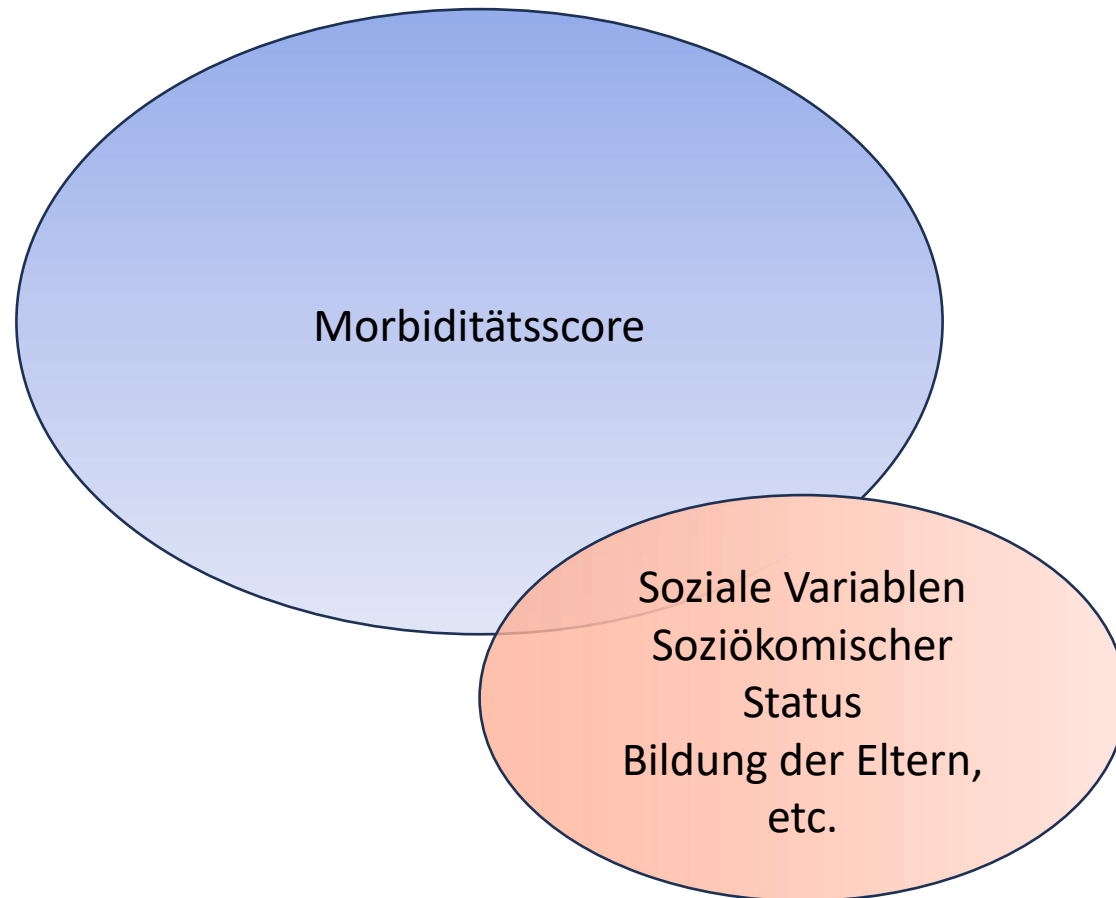 Morbiditätsscore
Soziale Variablen
Soziökomischer
Status
Bildung der Eltern,
etc.